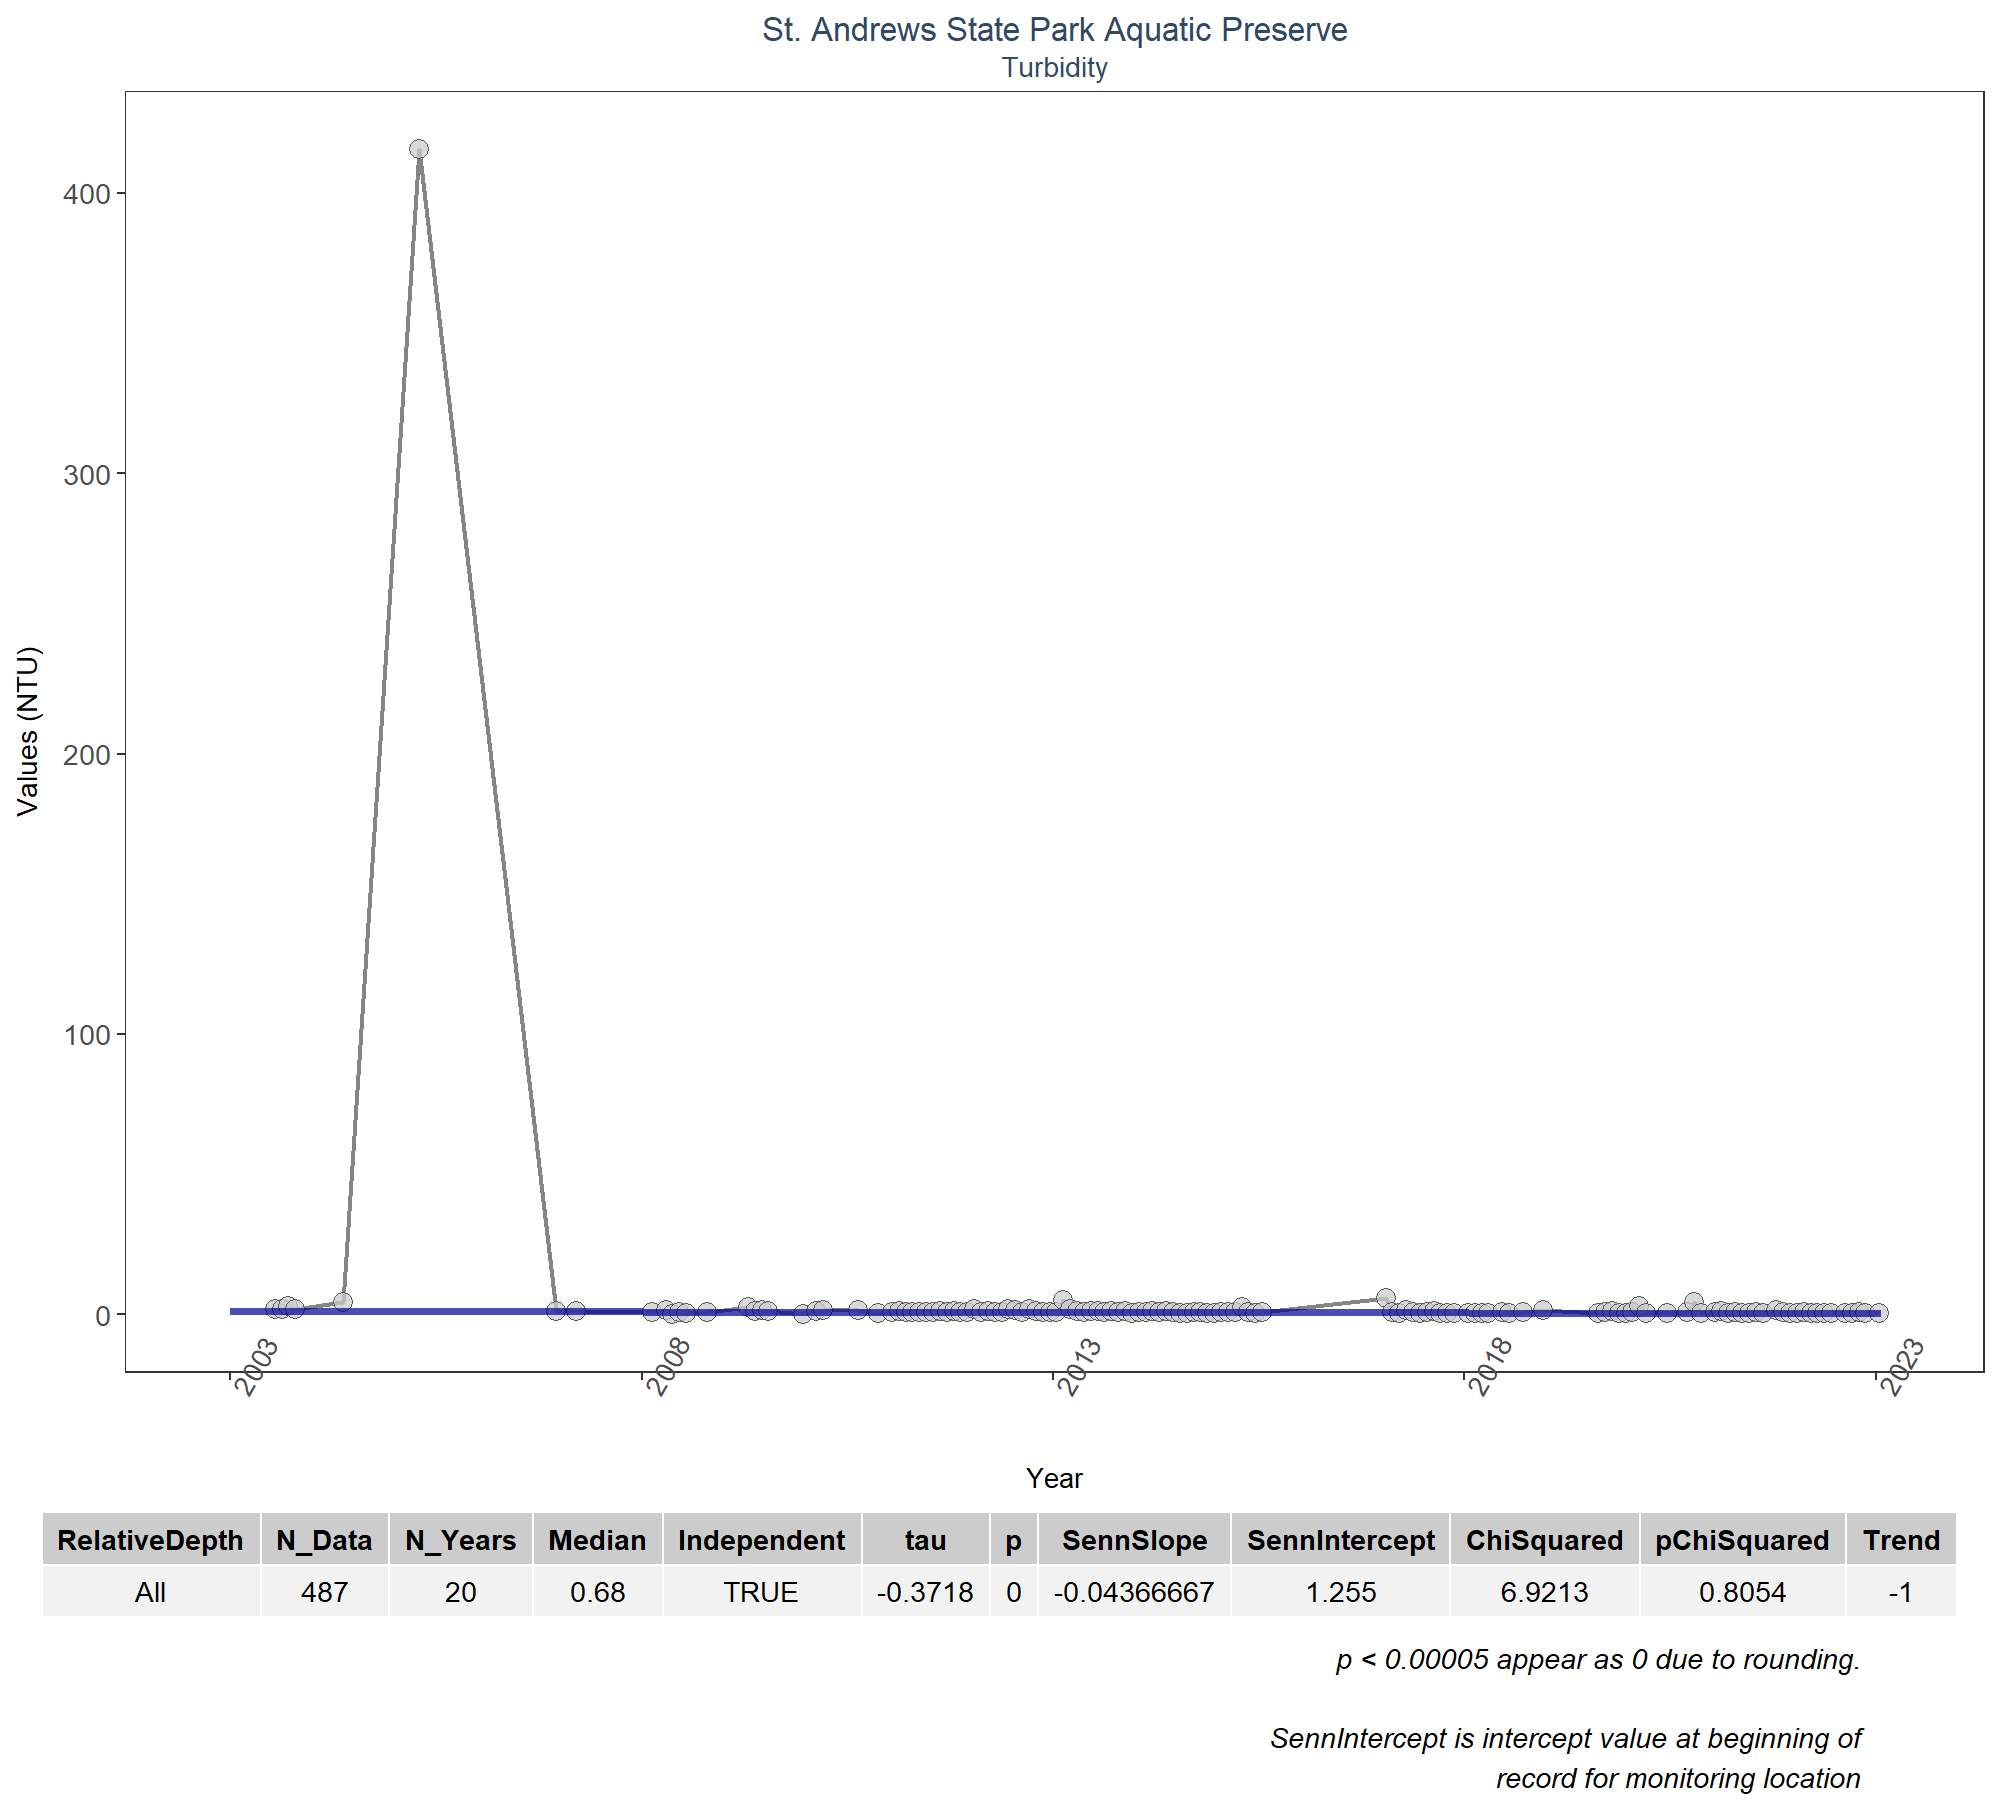 St. Andrews State Park Aquatic Preserve
Turbidity
Values (NTU)
400
300
200
100
0
2003
2008
2013
2018
2023
Year
RelativeDepth N_Data N_Years Median Independent tau p SennSlope SennIntercept ChiSquared pChiSquared Trend
All 487 20 0.68 TRUE -0.3718 0 -0.04366667 1.255 6.9213 0.8054 -1
p < 0.00005 appear as 0 due to rounding.
SennIntercept is intercept value at beginning of
record for monitoring location